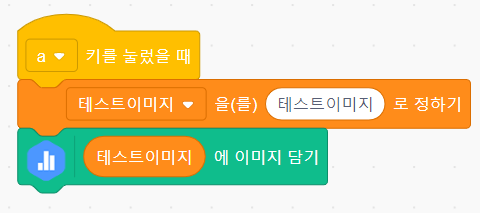 a 키를 눌렀을 때
테스트이미지 을(를) 테스트이미지 로 정하기
테스트이미지 에 이미지 담기